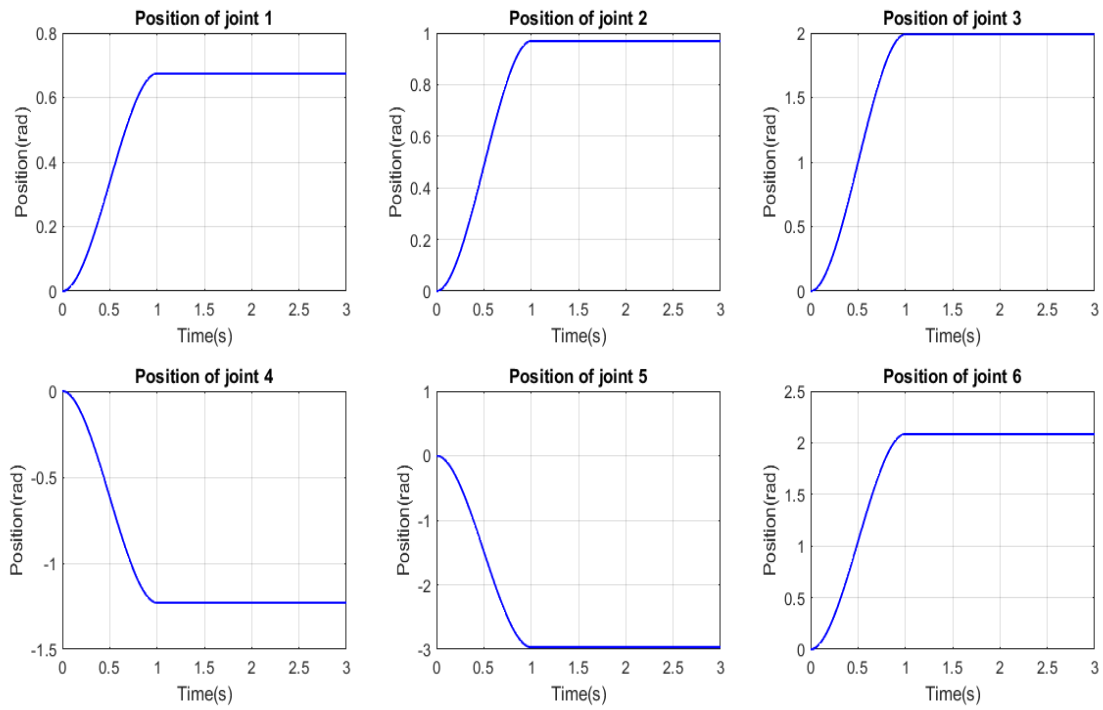 Position of joint 1
Position(rad)
0.8
0.6
0.4
0.2
0
0 0.5 1 1.5 2 2.5 3
Time(s)
Position of joint 2
Position(rad)
1
0.8
0.6
0.4
0.2
0
0 0.5 1 1.5 2 2.5 3
Time(s)
Position of joint 3
Position(rad)
2
1.5
1
0.5
0
0 0.5 1 1.5 2 2.5 3
Time(s)
Position of joint 4
Position(rad)
0
-0.5
-1
-1.5
0 0.5 1 1.5 2 2.5 3
Time(s)
Position of joint 5
Position(rad)
1
0
-1
-2
-3
0 0.5 1 1.5 2 2.5 3
Time(s)
Position of joint 6
Position(rad)
2.5
2
1.5
1
0.5
0
0 0.5 1 1.5 2 2.5 3
Time(s)